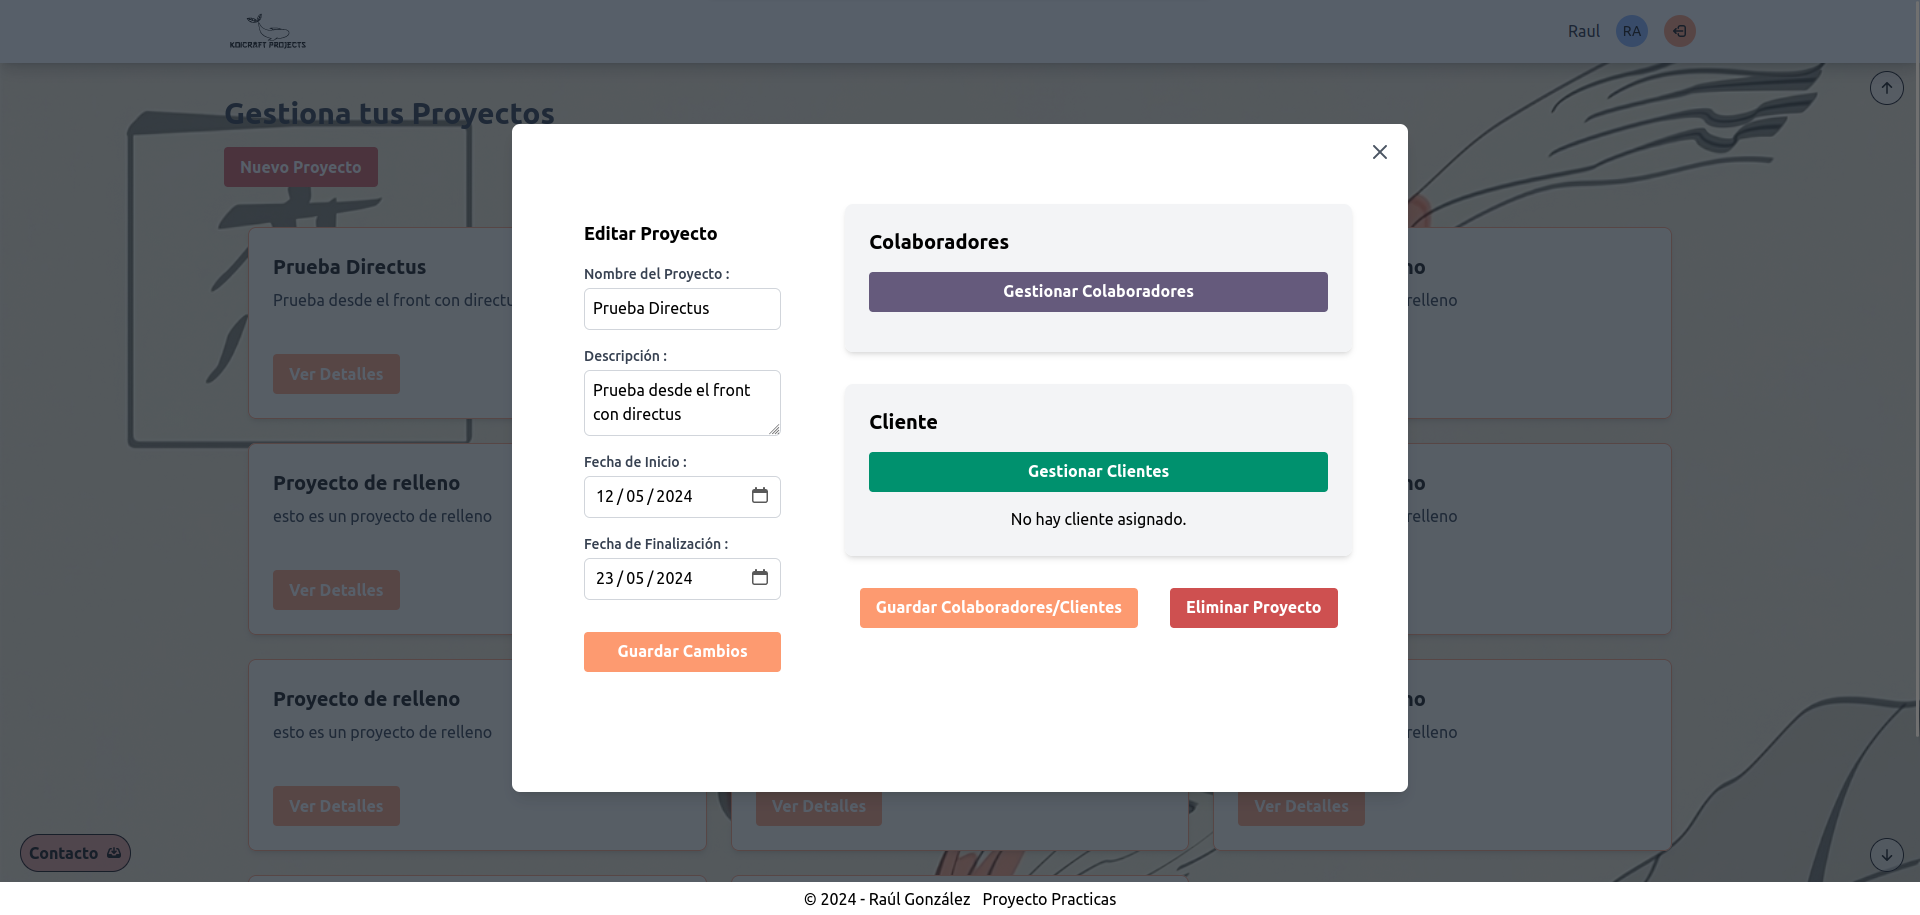 KOICRAFT PROJECTS
Raul
RA
Gestiona tus Proyectos
Nuevo Proyecto
Editar Proyecto
Nombre del Proyecto :
Prueba Directus
Descripción :
Prueba desde el front
con directus
Fecha de Inicio :
12/05/2024
Fecha de Finalización :
23/05/2024
Guardar Cambios
Colaboradores
Gestionar Colaboradores
Cliente
Gestionar Clientes
No hay cliente asignado.
Guardar Colaboradores/Clientes
Eliminar Proyecto
Prueba Directus
Prueba desde el front con directu
Ver Detalles
no
relleno
Proyecto de relleno
esto es un proyecto de relleno
Ver Detalles
no
relleno
Proyecto de relleno
esto es un proyecto de relleno
Ver Detalles
Ver Detalles
no
relleno
Ver Detalles
Contacto
© 2024 - Raúl González Proyecto Practicas